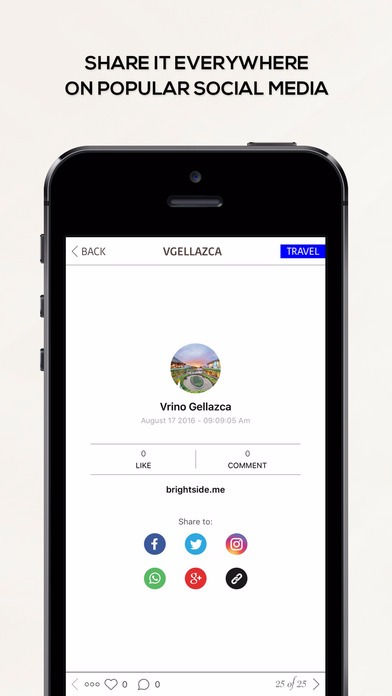 SHARE IT EVERYWHERE
ON POPULAR SOCIAL MEDIA
BACK VGELLAZCA TRAVEL
Vrino Gellazca
August 17 2016 - 09:09:05 Am
0 0
LIKE COMMENT
brightside.me
Share to:
0 0 25 of 25